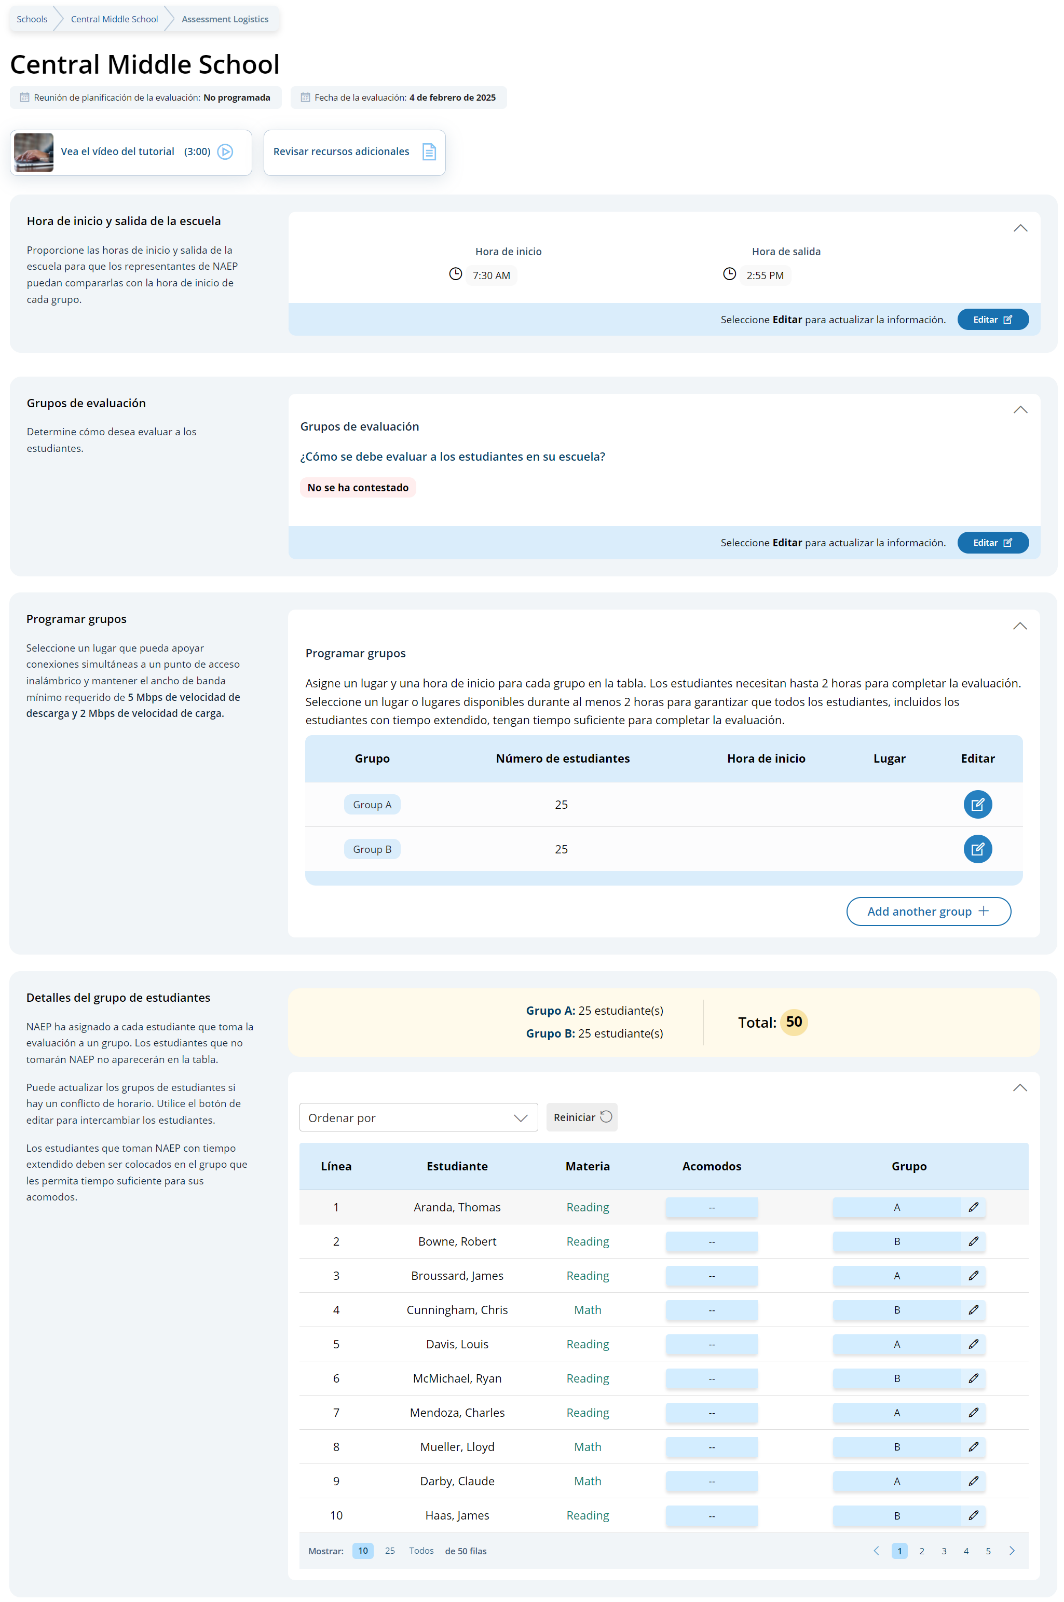 Schools
Central Middle School
Assessment Logistics
Central Middle School
Reunión de planificación de la evaluación: No programada
Fecha de la evaluación: 4 de febrero de 2025
Vea el vídeo del tutorial (3:00)
Revisar recursos adicionales
Hora de inicio y salida de la escuela
Proporcione las horas de inicio y salida de la
escuela para que los representantes de NAEP
puedan compararlas con la hora de inicio de
cada grupo.
Hora de inicio
Hora de salida
7:30 AM
2:55 PM
Seleccione Editar para actualizar la información.
Editar
Grupos de evaluación
Determine cómo desea evaluar a los
estudiantes.
Grupos de evaluación
¿Cómo se debe evaluar a los estudiantes en su escuela?
No se ha contestado
Seleccione Editar para actualizar la información.
Editar
Programar grupos
Seleccione un lugar que pueda apoyar
conexiones simultáneas a un punto de acceso
inalámbrico y mantener el ancho de banda
mínimo requerido de 5 Mbps de velocidad de
descarga y 2 Mbps de velocidad de carga.
Programar grupos
Asigne un lugar y una hora de inicio para cada grupo en la tabla. Los estudiantes necesitan hasta 2 horas para completar la evaluación.
Seleccione un lugar o lugares disponibles durante al menos 2 horas para garantizar que todos los estudiantes, incluidos los
estudiantes con tiempo extendido, tengan tiempo suficiente para completar la evaluación.
Grupo Número de estudiantes Hora de inicio Lugar Editar
Group A 25
Group B 25
Add another group +
Detalles del grupo de estudiantes
NAEP ha asignado a cada estudiante que toma la
evaluación a un grupo. Los estudiantes que no
tomarán NAEP no aparecerán en la tabla.
Puede actualizar los grupos de estudiantes si
hay un conflicto de horario. Utilice el botón de
editar para intercambiar los estudiantes.
Los estudiantes que toman NAEP con tiempo
extendido deben ser colocados en el grupo que
les permita tiempo suficiente para sus
acomodos.
Grupo A: 25 estudiante(s)
Grupo B: 25 estudiante(s)
Total: 50
Ordenar por
Reiniciar
Línea Estudiante Materia Acomodos Grupo
1 Aranda, Thomas Reading -- A
2 Bowne, Robert Reading -- B
3 Broussard, James Reading -- A
4 Cunningham, Chris Math -- B
5 Davis, Louis Reading -- A
6 McMichael, Ryan Reading -- B
7 Mendoza, Charles Reading -- A
8 Mueller, Lloyd Math -- B
9 Darby, Claude Math -- A
10 Haas, James Reading -- B
Mostrar: 10 25 Todos de 50 filas
1 2 3 4 5